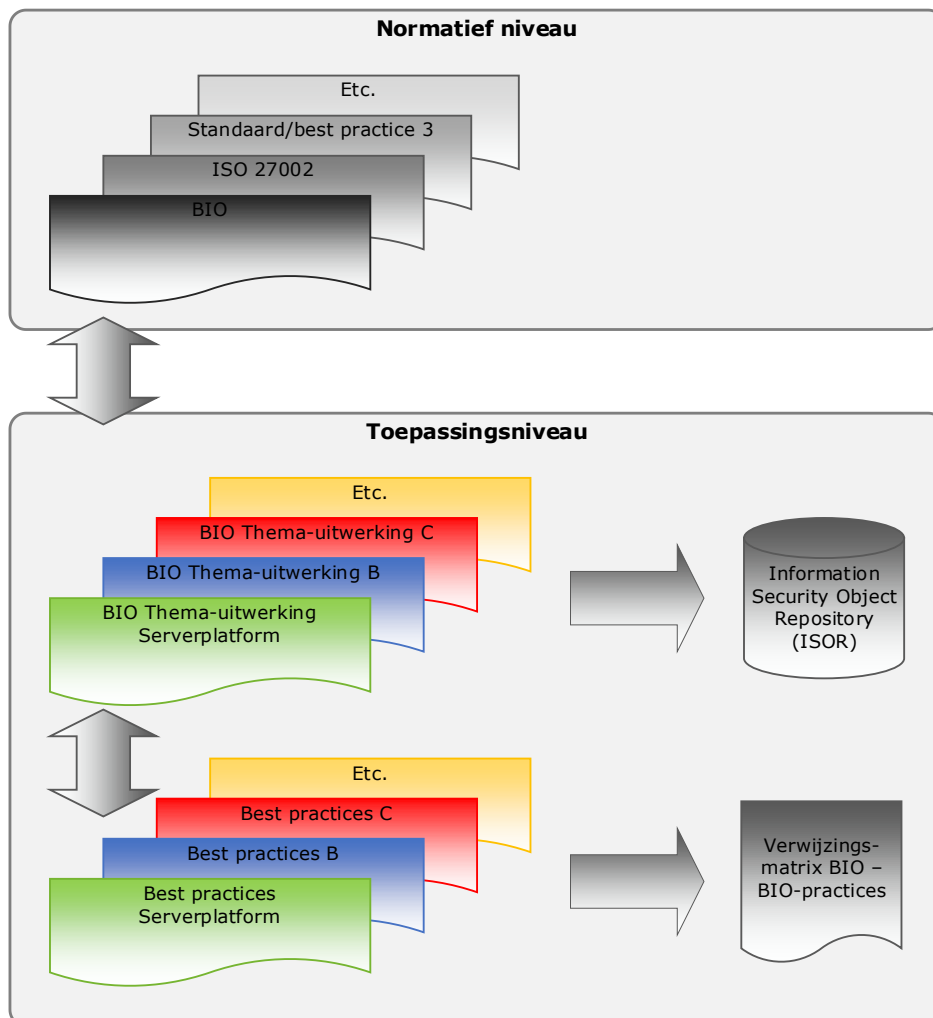 Normatief niveau
Etc.
Standaard/best practice 3
ISO 27002
BIO
Toepassingsniveau
Etc.
BIO Thema-uitwerking C
BIO Thema-uitwerking B
BIO Thema-uitwerking
Serverplatform
Information
Security Object
Repository
(ISOR)
Etc.
Best practices C
Best practices B
Best practices
Serverplatform
Verwijzings-
matrix BIO –
BIO-practices